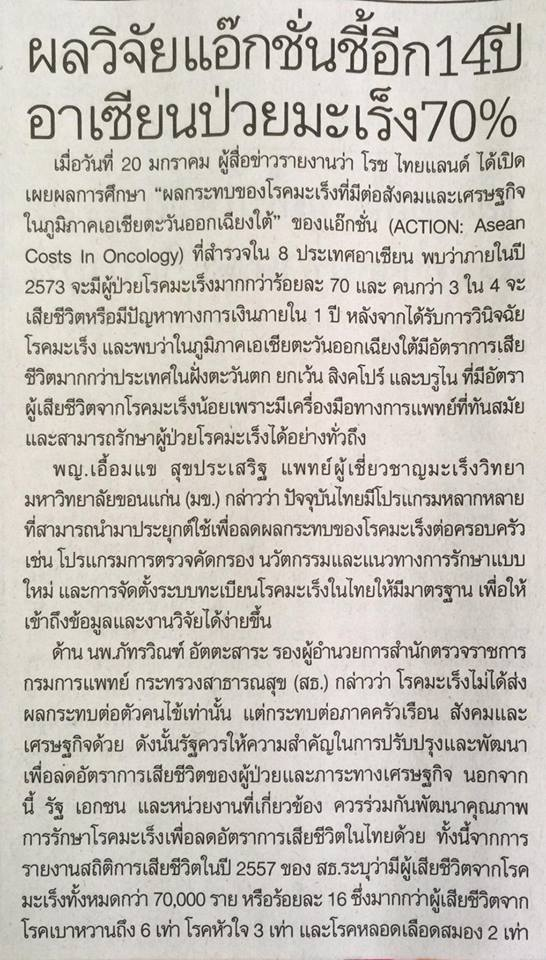 ผลวิจัยแอ๊กชั่นชี้อีก14ปี
อาเซียนป่วยมะเร็ง70%
เมื่อวันที่ 20 มกราคม ผู้สื่อข่าวรายงานว่า โรช ไทยแลนด์ ได้เปิด
เผยผลการศึกษา “ผลกระทบของโรคมะเร็งที่มีต่อสังคมและเศรษฐกิจ
ในภูมิภาคเอเชียตะวันออกเฉียงใต้” ของแอ๊กชั่น (ACTION: Asean
Costs In Oncology) ที่สำรวจใน 8 ประเทศอาเซียน พบว่าภายในปี
2573 จะมีผู้ป่วยโรคมะเร็งมากกว่าร้อยละ 70 และ คนกว่า 3 ใน 4 จะ
เสียชีวิตหรือมีปัญหาทางการเงินภายใน 1 ปี หลังจากได้รับการวินิจฉัย
โรคมะเร็ง และพบว่าในภูมิภาคเอเชียตะวันออกเฉียงใต้มีอัตราการเสีย
ชีวิตมากกว่าประเทศในฝั่งตะวันตก ยกเว้น สิงคโปร์ และบรูไน ที่มีอัตรา
ผู้เสียชีวิตจากโรคมะเร็งน้อยเพราะมีเครื่องมือทางการแพทย์ที่ทันสมัย
และสามารถรักษาผู้ป่วยโรคมะเร็งได้อย่างทั่วถึง
พญ.เอื้อมแข สุขประเสริฐ แพทย์ผู้เชี่ยวชาญมะเร็งวิทยา
มหาวิทยาลัยขอนแก่น (มข.) กล่าวว่า ปัจจุบันไทยมีโปรแกรมหลากหลาย
ที่สามารถนำมาประยุกต์ใช้เพื่อลดผลกระทบของโรคมะเร็งต่อครอบครัว
เช่น โปรแกรมการตรวจคัดกรอง นวัตกรรมและแนวทางการรักษาแบบ
ใหม่ และการจัดตั้งระบบทะเบียนโรคมะเร็งในไทยให้มีมาตรฐาน เพื่อให้
เข้าถึงข้อมูลและงานวิจัยได้ง่ายขึ้น
ด้าน นพ.ภัทรวิณฑ์ อัตตะสาระ รองผู้อำนวยการสำนักตรวจราชการ
กรมการแพทย์ กระทรวงสาธารณสุข (สธ.) กล่าวว่า โรคมะเร็งไม่ได้ส่ง
ผลกระทบต่อตัวคนไข้เท่านั้น แต่กระทบต่อภาคครัวเรือน สังคมและ
เศรษฐกิจด้วย ดังนั้นรัฐควรให้ความสำคัญในการปรับปรุงและพัฒนา
เพื่อลดอัตราการเสียชีวิตของผู้ป่วยและภาระทางเศรษฐกิจ นอกจาก
นี้ รัฐ เอกชน และหน่วยงานที่เกี่ยวข้อง ควรร่วมกันพัฒนาคุณภาพ
การรักษาโรคมะเร็งเพื่อลดอัตราการเสียชีวิตในไทยด้วย ทั้งนี้จากการ
รายงานสถิติการเสียชีวิตในปี 2557 ของ สธ.ระบุว่ามีผู้เสียชีวิตจากโรค
มะเร็งทั้งหมดกว่า 70,000 ราย หรือร้อยละ 16 ซึ่งมากกว่าผู้เสียชีวิตจาก
โรคเบาหวานถึง 6 เท่า โรคหัวใจ 3 เท่า และโรคหลอดเลือดสมอง 2 เท่า